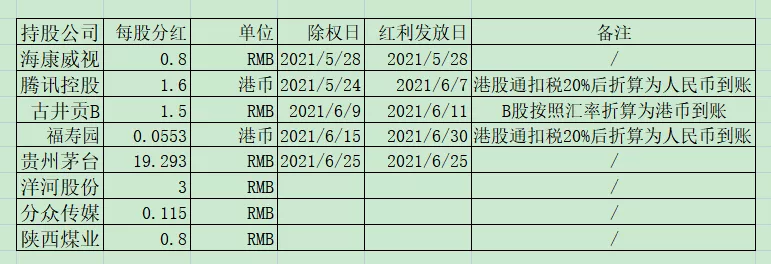 持股公司 每股分红 单位 除权日 红利发放日 备注
海康威视 0.8 RMB 2021/5/28 2021/5/28 /
腾讯控股 1.6 港币 2021/5/24 2021/6/7 港股通扣税20%后折算为人民币到账
古井贡B 1.5 RMB 2021/6/9 2021/6/11 B股按照汇率折算为港币到账
福寿园 0.0553 港币 2021/6/15 2021/6/30 港股通扣税20%后折算为人民币到账
贵州茅台 19.293 RMB 2021/6/25 2021/6/25 /
洋河股份 3 RMB /
分众传媒 0.115 RMB /
陕西煤业 0.8 RMB /